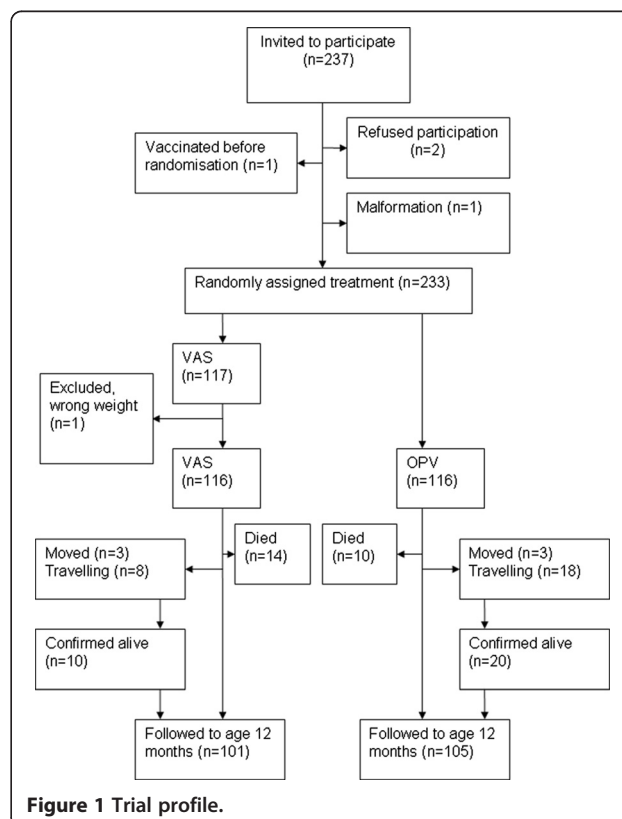 Invited to participate
(n=237)
Vaccinated before
randomisation (n=1)
Refused participation
(n=2)
Malformation (n=1)
Randomly assigned treatment (n=233)
VAS
(n=117)
Excluded,
wrong weight
(n=1)
VAS
(n=116)
OPV
(n=116)
Moved (n=3)
Travelling (n=8)
Died
(n=14)
Died
(n=10)
Moved (n=3)
Travelling (n=18)
Confirmed alive
(n=10)
Confirmed alive
(n=20)
Followed to age 12
months (n=101)
Followed to age 12
months (n=105)
Figure 1 Trial profile.